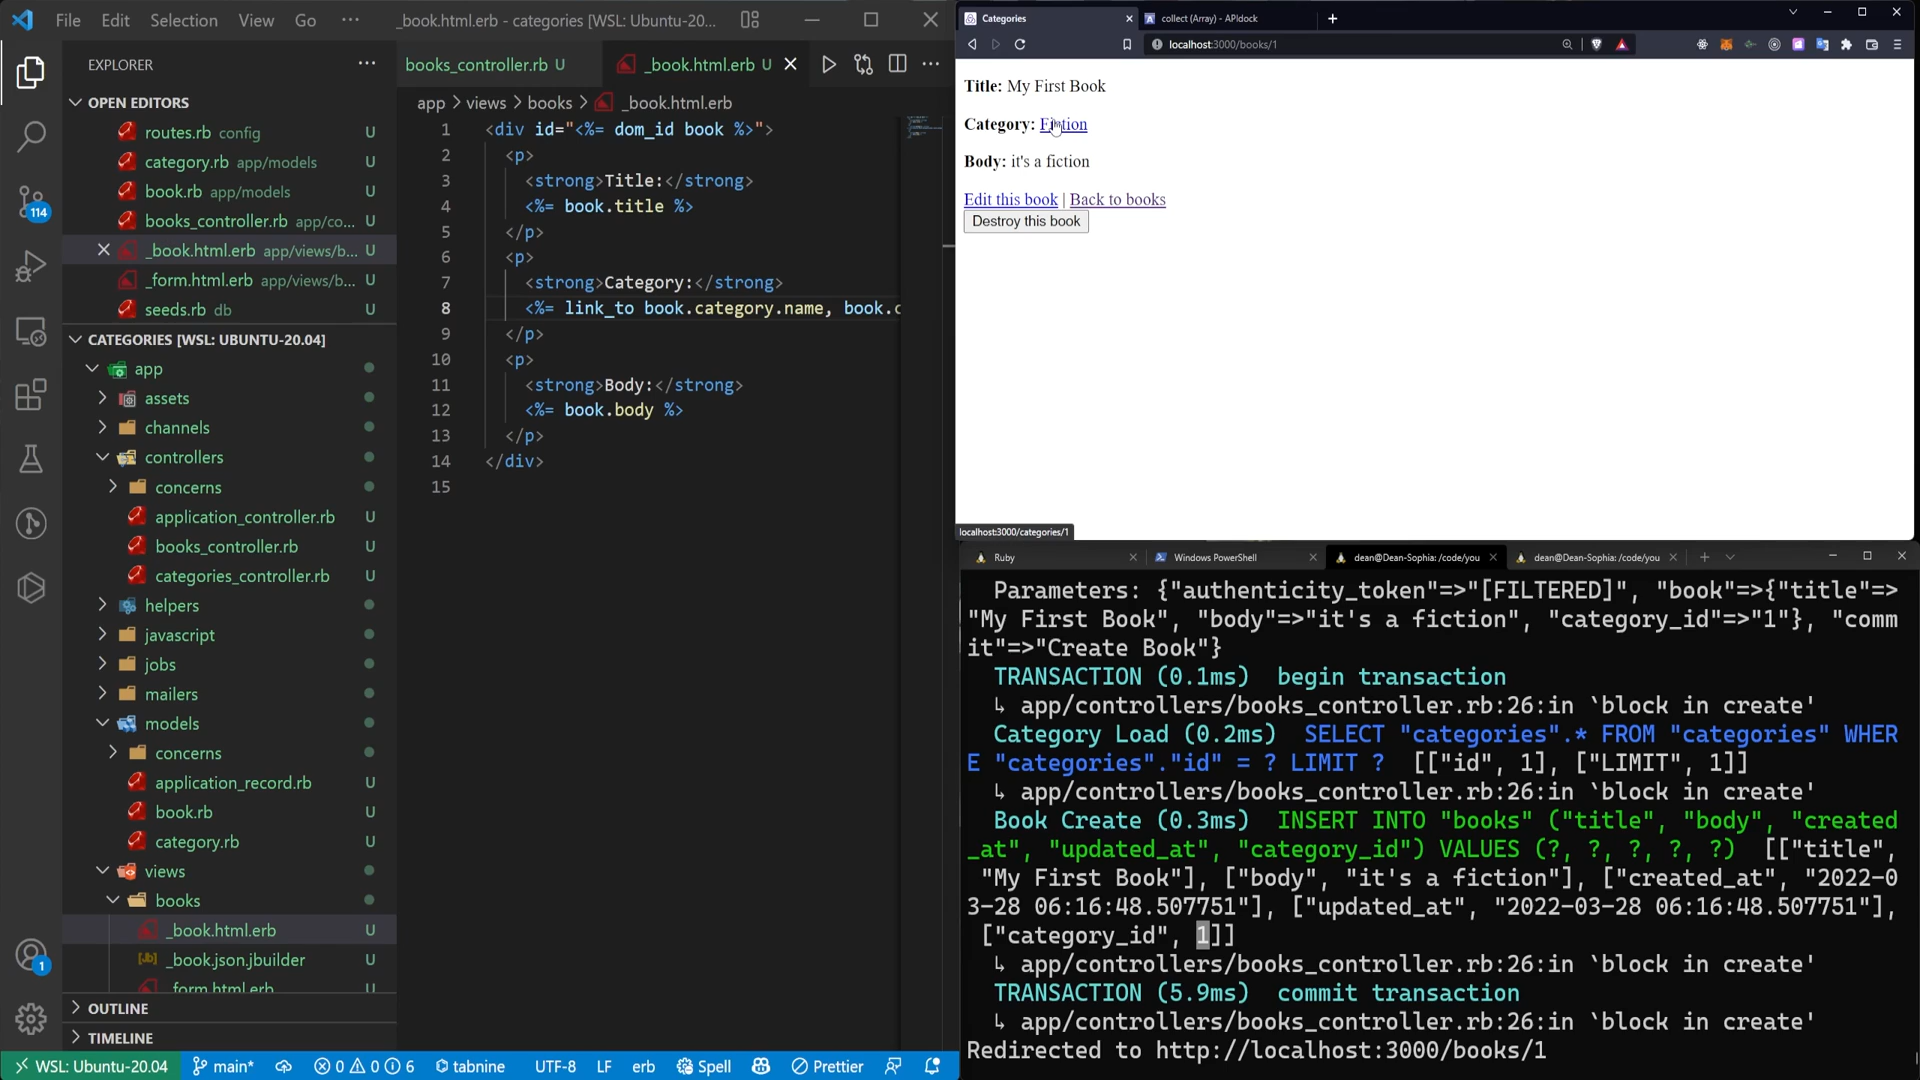 File Edit Selection View Go ··· _book.html.erb - categories [WSL: Ubuntu-20...
EXPLORER
OPEN EDITORS
routes.rb config U
category.rb app/models U
book.rb app/models U
books_controller.rb app/co... U
_book.html.erb app/views/b... U
_form.html.erb app/views/b... U
seeds.rb db U
CATEGORIES [WSL: UBUNTU-20.04]
app
assets
channels
controllers
concerns
application_controller.rb U
books_controller.rb U
categories_controller.rb U
helpers
javascript
jobs
mailers
models
concerns
application_record.rb U
book.rb U
category.rb U
views
books
_book.html.erb U
_book.json.jbuilder U
form.html.erb U
OUTLINE
TIMELINE
114
1
books_controller.rb U _book.html.erb U
app > views > books > _book.html.erb
1 <div id="<%= dom_id book %>">
2 <p>
3 <strong>Title:</strong>
4 <%= book.title %>
5 </p>
6 <p>
7 <strong>Category:</strong>
8 <%= link_to book.category.name, book.c
9 </p>
10 <p>
11 <strong>Body:</strong>
12 <%= book.body %>
13 </p>
14 </div>
15
WSL: Ubuntu-20.04 main* 0 0 6 tabnine UTF-8 LF erb Spell Prettier
Categories collect (Array) - APIdock
localhost:3000/books/1
Title: My First Book
Category: Fiction
Body: it's a fiction
Edit this book | Back to books
Destroy this book
localhost:3000/categories/1
Ruby Windows PowerShell dean@Dean-Sophia: /code/you dean@Dean-Sophia: /code/you
Parameters: {"authenticity_token"=>"[FILTERED]", "book"=>{"title"=>
"My First Book", "body"=>"it's a fiction", "category_id"=>"1"}, "comm
it"=>"Create Book"}
TRANSACTION (0.1ms) begin transaction
↳ app/controllers/books_controller.rb:26:in `block in create'
Category Load (0.2ms) SELECT "categories".* FROM "categories" WHER
E "categories"."id" = ? LIMIT ? [["id", 1], ["LIMIT", 1]]
↳ app/controllers/books_controller.rb:26:in `block in create'
Book Create (0.3ms) INSERT INTO "books" ("title", "body", "created
_at", "updated_at", "category_id") VALUES (?, ?, ?, ?, ?) [["title",
"My First Book"], ["body", "it's a fiction"], ["created_at", "2022-0
3-28 06:16:48.507751"], ["updated_at", "2022-03-28 06:16:48.507751"],
["category_id", 1]]
↳ app/controllers/books_controller.rb:26:in `block in create'
TRANSACTION (5.9ms) commit transaction
↳ app/controllers/books_controller.rb:26:in `block in create'
Redirected to http://localhost:3000/books/1